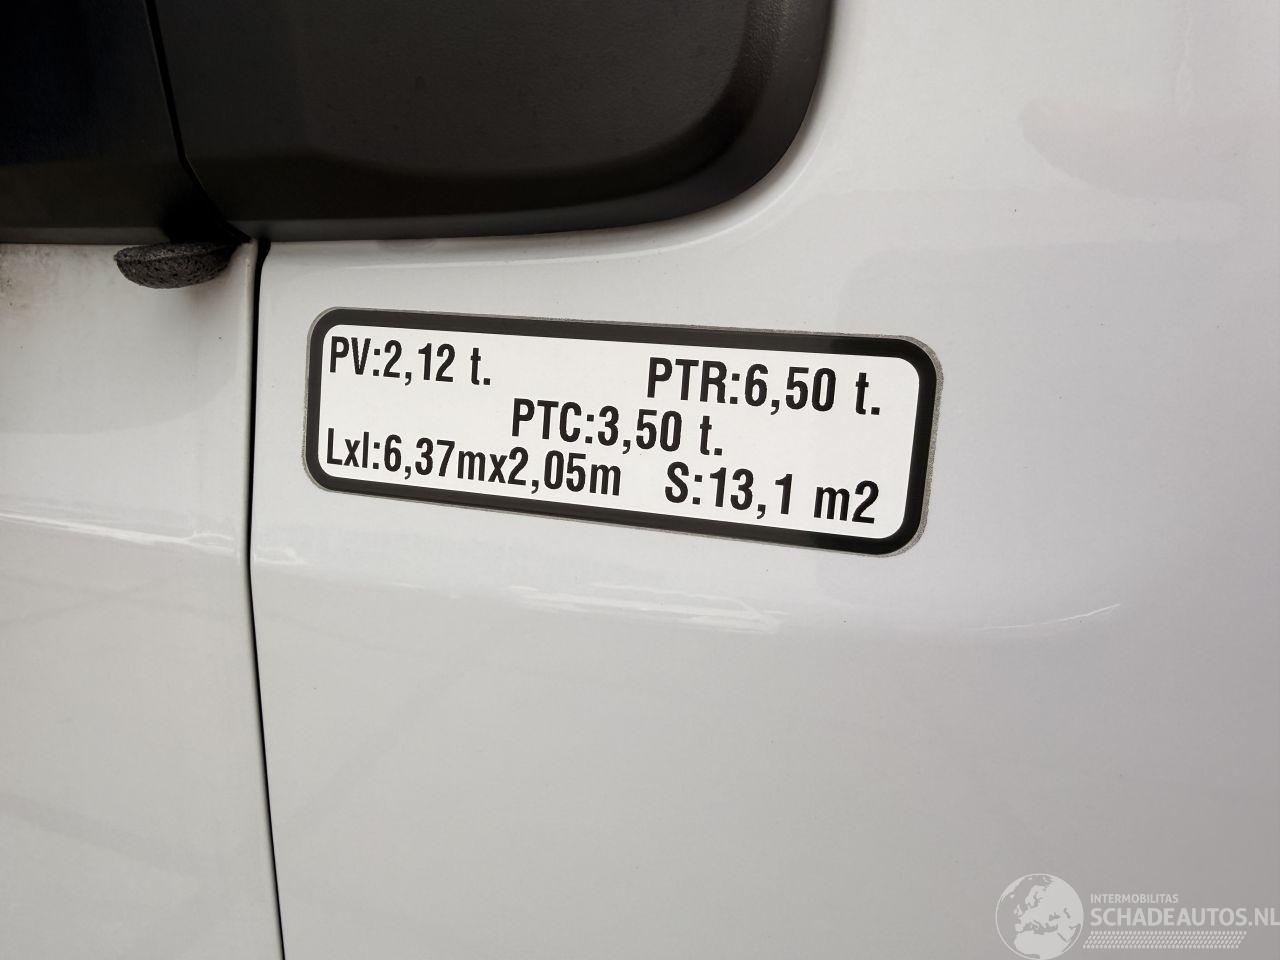 PV:2,12 t. PTR:6,50 t.
PTC:3,50 t.
Lxl:6,37mx2,05m S:13,1 m2
INTERMOBILITAS
SCHADEAUTOS.NL